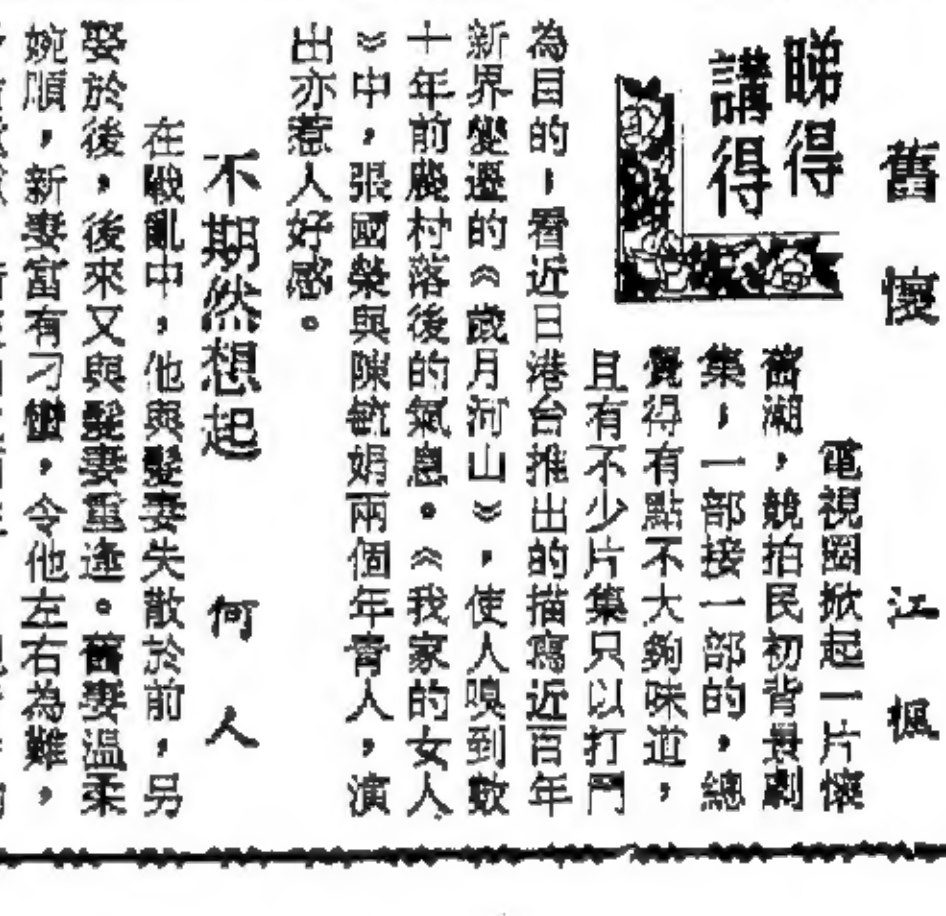 舊懷　江楓
睇得
講得
電視圈掀起一片懷
舊潮，競拍民初背景劇
集，一部接一部的，總
覺得有點不大夠味道，
且有不少片集只以打鬥
為目的，看近日港台推出的描寫近百年
新界變遷的《歲月河山》，使人嗅到數
十年前農村落後的氣息。《我家的女人
》中，張國榮與陳毓娟兩個年青人，演
出亦惹人好感。
不期然想起　何人
在戰亂中，他與髮妻失散於前，另
娶於後，後來又與髮妻重逢。舊妻溫柔
婉順，新妻富有刁蠻，令他左右為難，